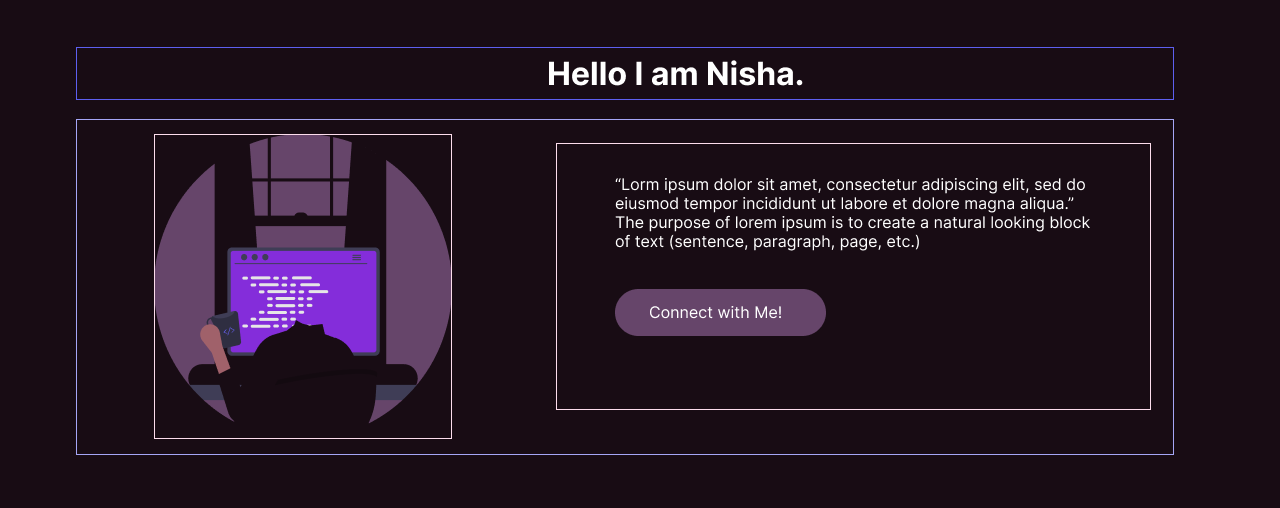 Hello I am Nisha.
“Lorm ipsum dolor sit amet, consectetur adipiscing elit, sed do
eiusmod tempor incididunt ut labore et dolore magna aliqua.”
The purpose of lorem ipsum is to create a natural looking block
of text (sentence, paragraph, page, etc.)
Connect with Me!